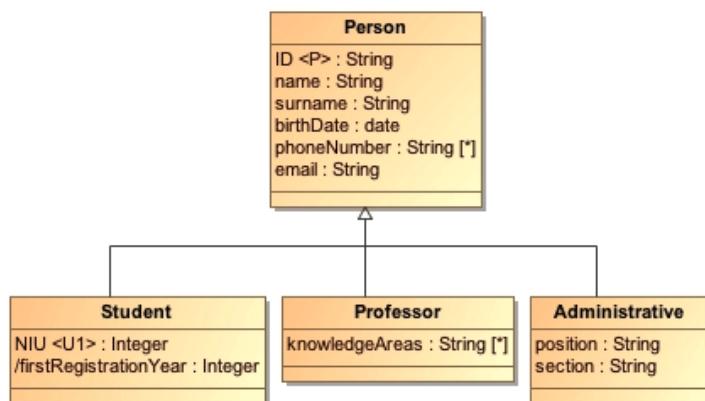 Person
ID <P> : String
name : String
surname : String
birthDate : date
phoneNumber : String [*]
email : String
Student
NIU <U1> : Integer
/firstRegistrationYear : Integer
Professor
knowledgeAreas : String [*]
Administrative
position : String
section : String